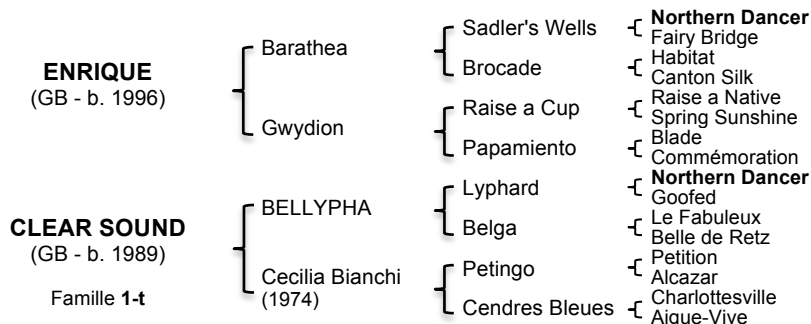 ENRIQUE
(GB - b. 1996)
Barathea
Sadler's Wells
Northern Dancer
Fairy Bridge
Brocade
Habitat
Canton Silk
Gwydion
Raise a Cup
Raise a Native
Spring Sunshine
Papamiento
Blade
Commémoration
CLEAR SOUND
(GB - b. 1989)
Famille 1-t
BELLYPHA
Lyphard
Northern Dancer
Goofed
Belga
Le Fabuleux
Belle de Retz
Cecilia Bianchi
(1974)
Petingo
Petition
Alcazar
Cendres Bleues
Charlottesville
Aigue-Vive